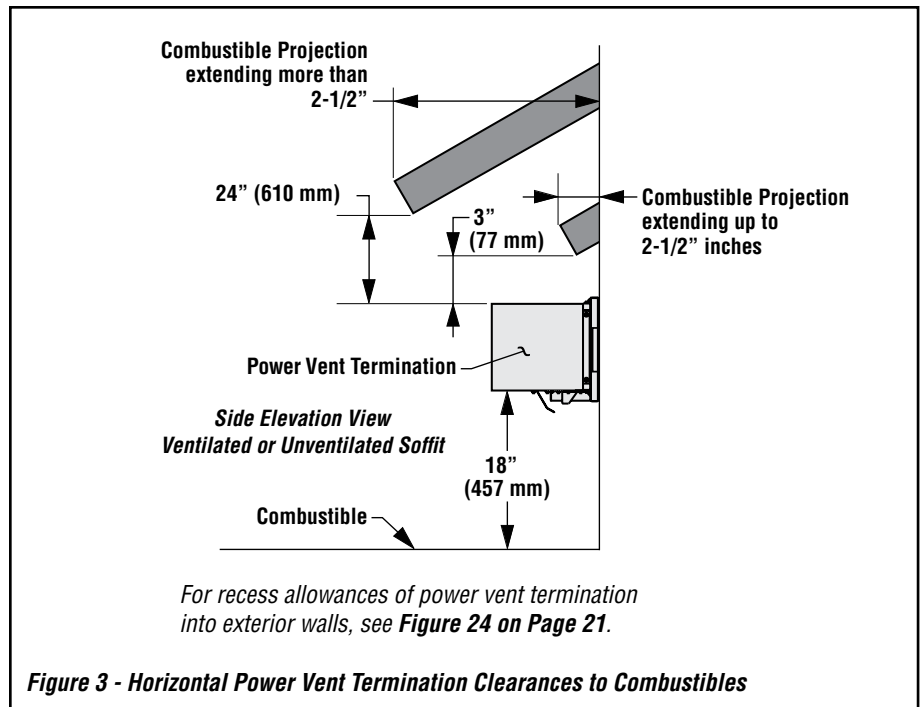 Combustible Projection
extending more than
2-1/2”
24” (610 mm)
3”
(77 mm)
Combustible Projection
extending up to
2-1/2” inches
Power Vent Termination
Side Elevation View
Ventilated or Unventilated Soffit
18”
(457 mm)
Combustible
For recess allowances of power vent termination
into exterior walls, see Figure 24 on Page 21.
Figure 3 - Horizontal Power Vent Termination Clearances to Combustibles